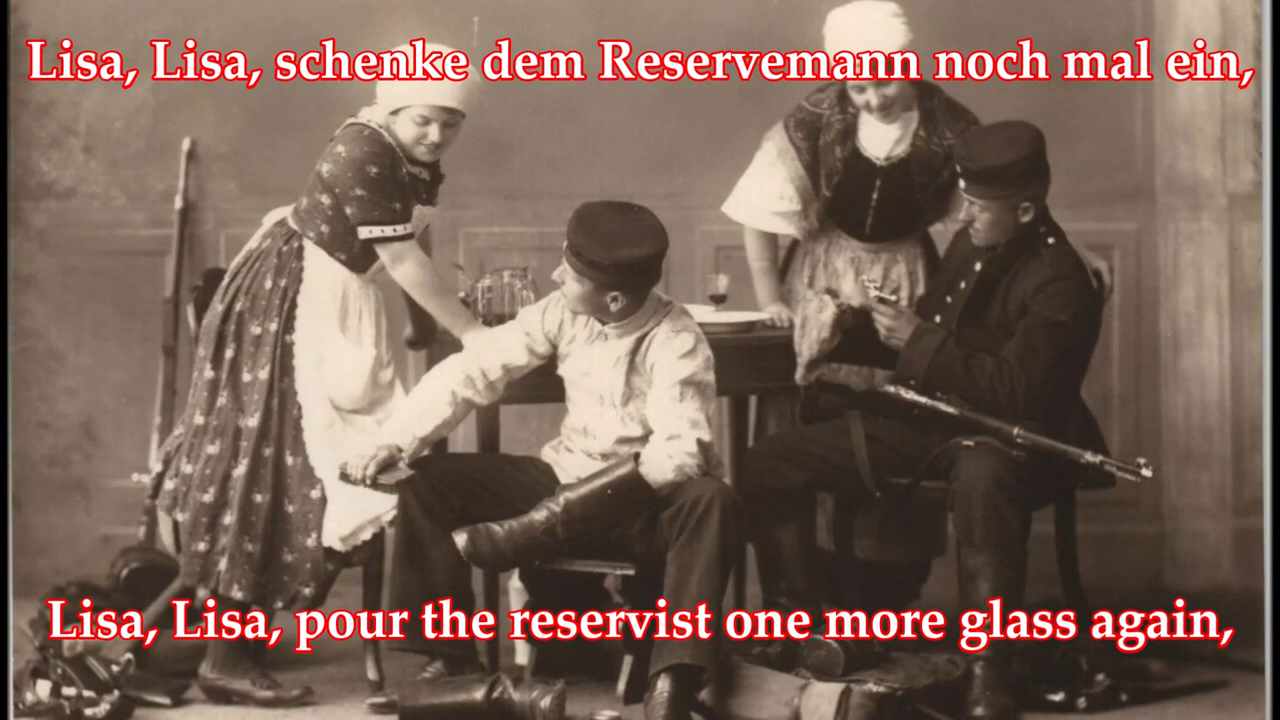 Lisa, Lisa, schenke dem Reservemann noch mal ein,
Lisa, Lisa, pour the reservist one more glass again,